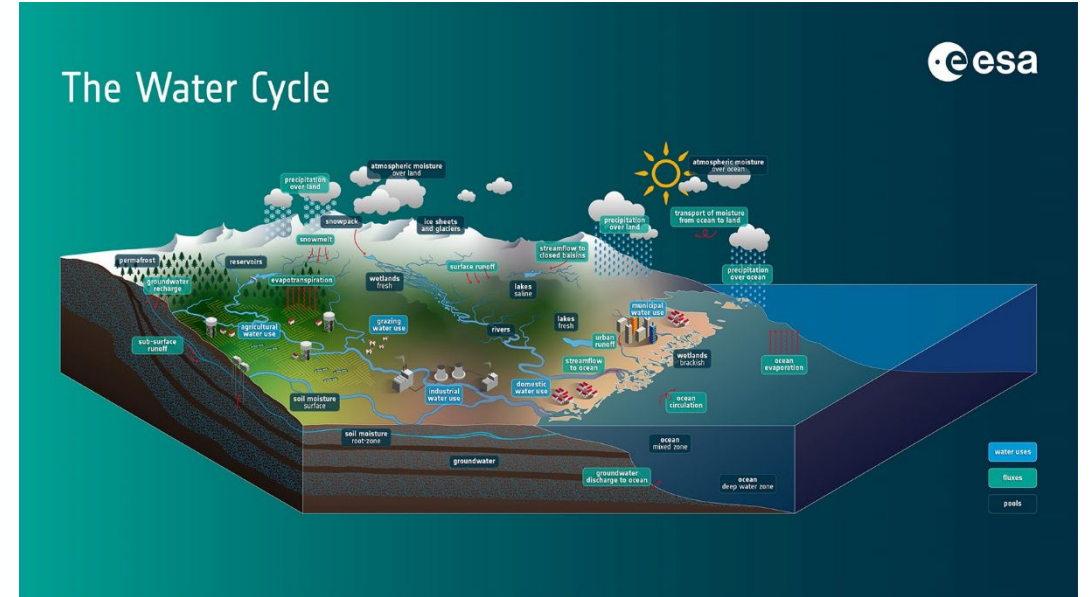 esa
The Water Cycle
atmospheric moisture
over land
atmospheric moisture
over ocean
precipitation
over land
snowpack
ice sheets
and glaciers
precipitation
over land
transport of moisture
from ocean to land
snowmelt
streamflow to
closed baisins
permafrost
reservoirs
surface runoff
precipitation
over ocean
groundwater
recharge
evapotranspiration
wetlands
fresh
lakes
saline
municipal
water use
agricultural
water use
grazing
water use
rivers
lakes
fresh
urban
runoff
sub-surface
runoff
wetlands
brackish
streamflow
to ocean
ocean
evaporation
industrial
water use
domestic
water use
soil moisture
surface
ocean
circulation
soil moisture
root-zone
ocean
mixed zone
groundwater
groundwater
discharge to ocean
ocean
deep water zone
water uses
fluxes
pools